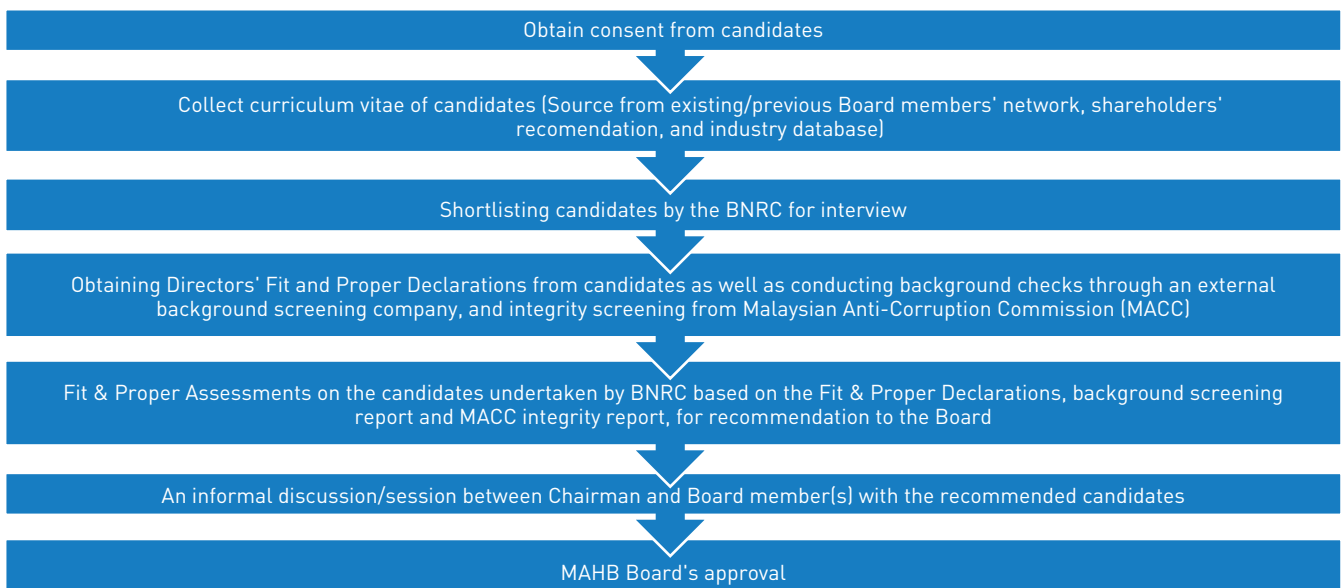 Obtain consent from candidates
Collect curriculum vitae of candidates (Source from existing/previous Board members' network, shareholders'
recomendation, and industry database)
Shortlisting candidates by the BNRC for interview
Obtaining Directors' Fit and Proper Declarations from candidates as well as conducting background checks through an external
background screening company, and integrity screening from Malaysian Anti-Corruption Commission (MACC)
Fit & Proper Assessments on the candidates undertaken by BNRC based on the Fit & Proper Declarations, background screening
report and MACC integrity report, for recommendation to the Board
An informal discussion/session between Chairman and Board member(s) with the recommended candidates
MAHB Board's approval